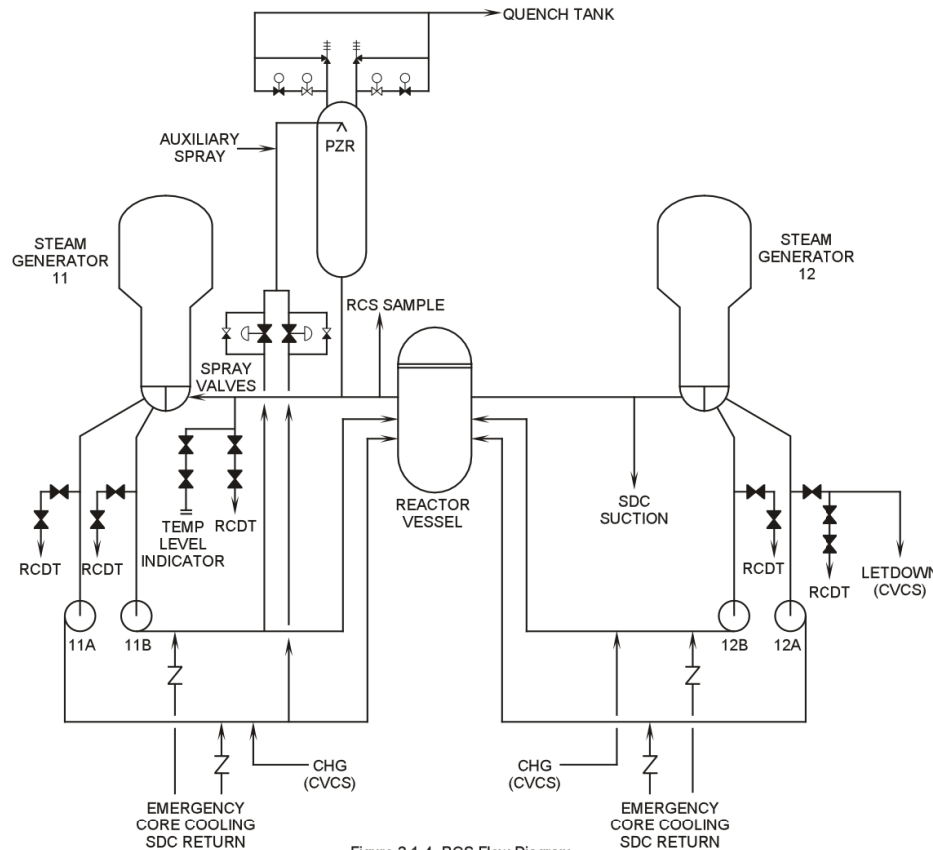 QUENCH TANK
AUXILIARY
SPRAY
PZR
STEAM
GENERATOR
11
STEAM
GENERATOR
12
RCS SAMPLE
SPRAY
VALVES
REACTOR
VESSEL
SDC
SUCTION
TEMP
LEVEL
INDICATOR
RCDT
RCDT
RCDT
RCDT
RCDT
LETDOWN
(CVCS)
11A
11B
12B
12A
CHG
(CVCS)
CHG
(CVCS)
EMERGENCY
CORE COOLING
SDC RETURN
EMERGENCY
CORE COOLING
SDC RETURN